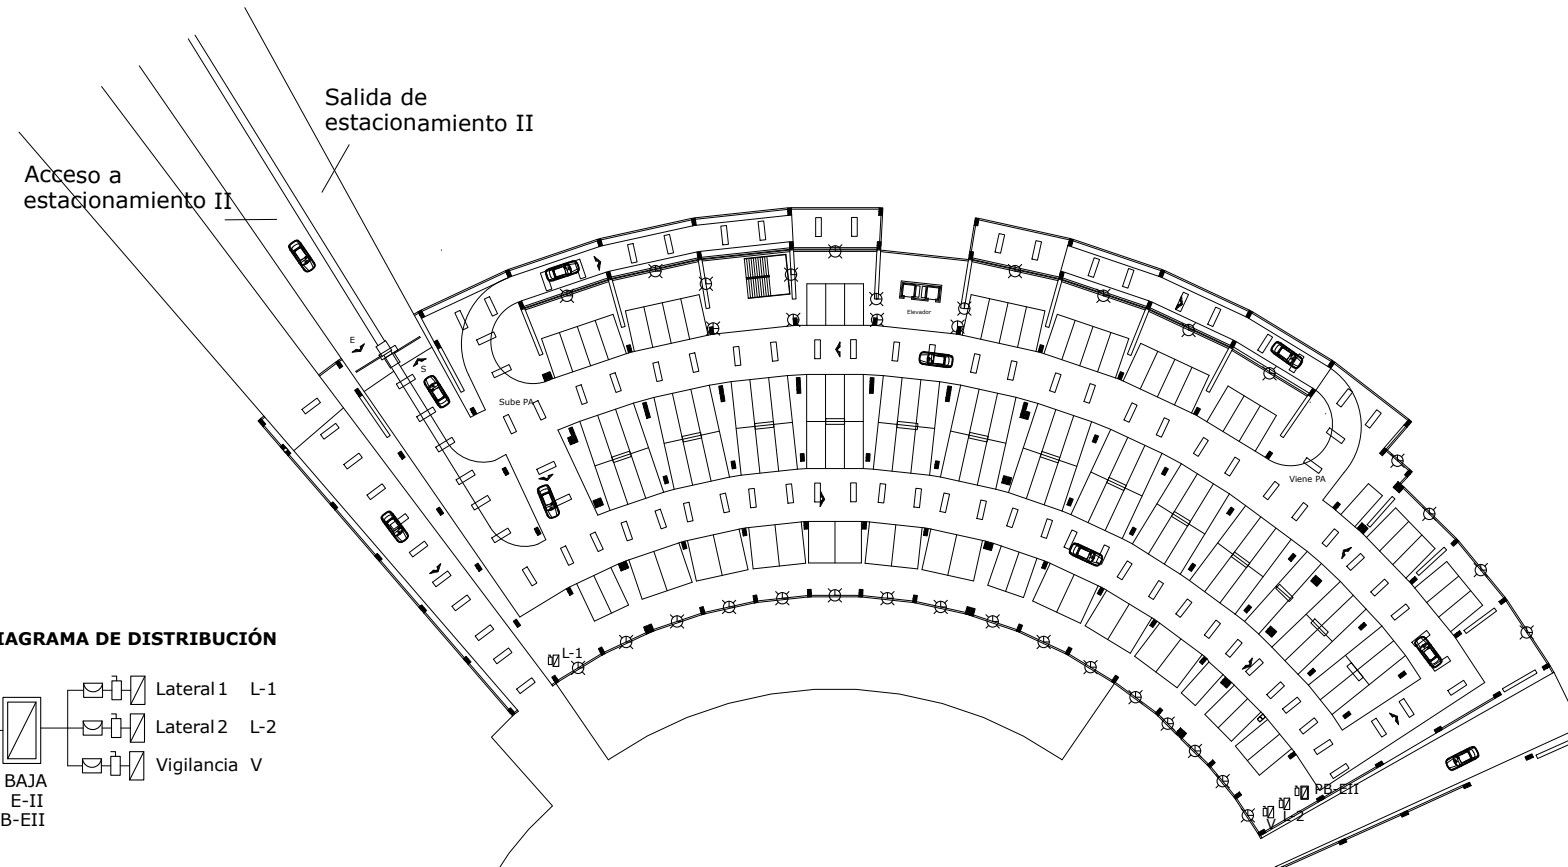 Salida de
estacionamiento II
Acceso a
estacionamiento II
E
S
Elevador
Sube PA
Viene PA
L-1
IAGRAMA DE DISTRIBUCIÓN
Lateral 1 L-1
Lateral 2 L-2
Vigilancia V
BAJA
E-II
B-EII
PB-EII
L-2
V